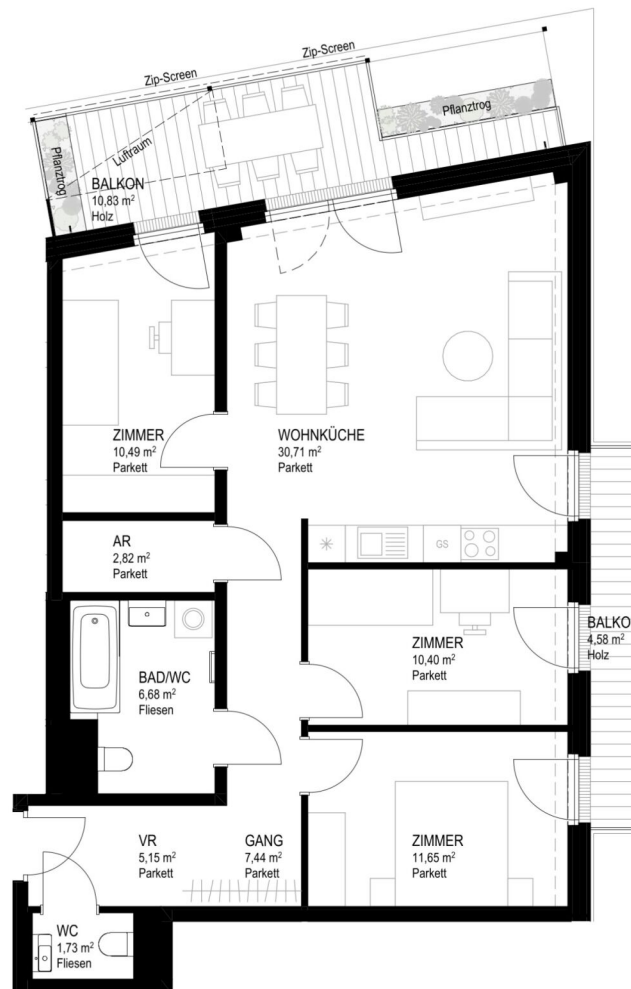 Zip-Screen
Zip-Screen
Pflanztrog
Pflanztrog
Luftraum
BALKON
10,83 m²
Holz
ZIMMER
10,49 m²
Parkett
WOHNKÜCHE
30,71 m²
Parkett
AR
2,82 m²
Parkett
GS
ZIMMER
10,40 m²
Parkett
BALKO
4,58 m²
Holz
BAD/WC
6,68 m²
Fliesen
VR
5,15 m²
Parkett
GANG
7,44 m²
Parkett
ZIMMER
11,65 m²
Parkett
WC
1,73 m²
Fliesen